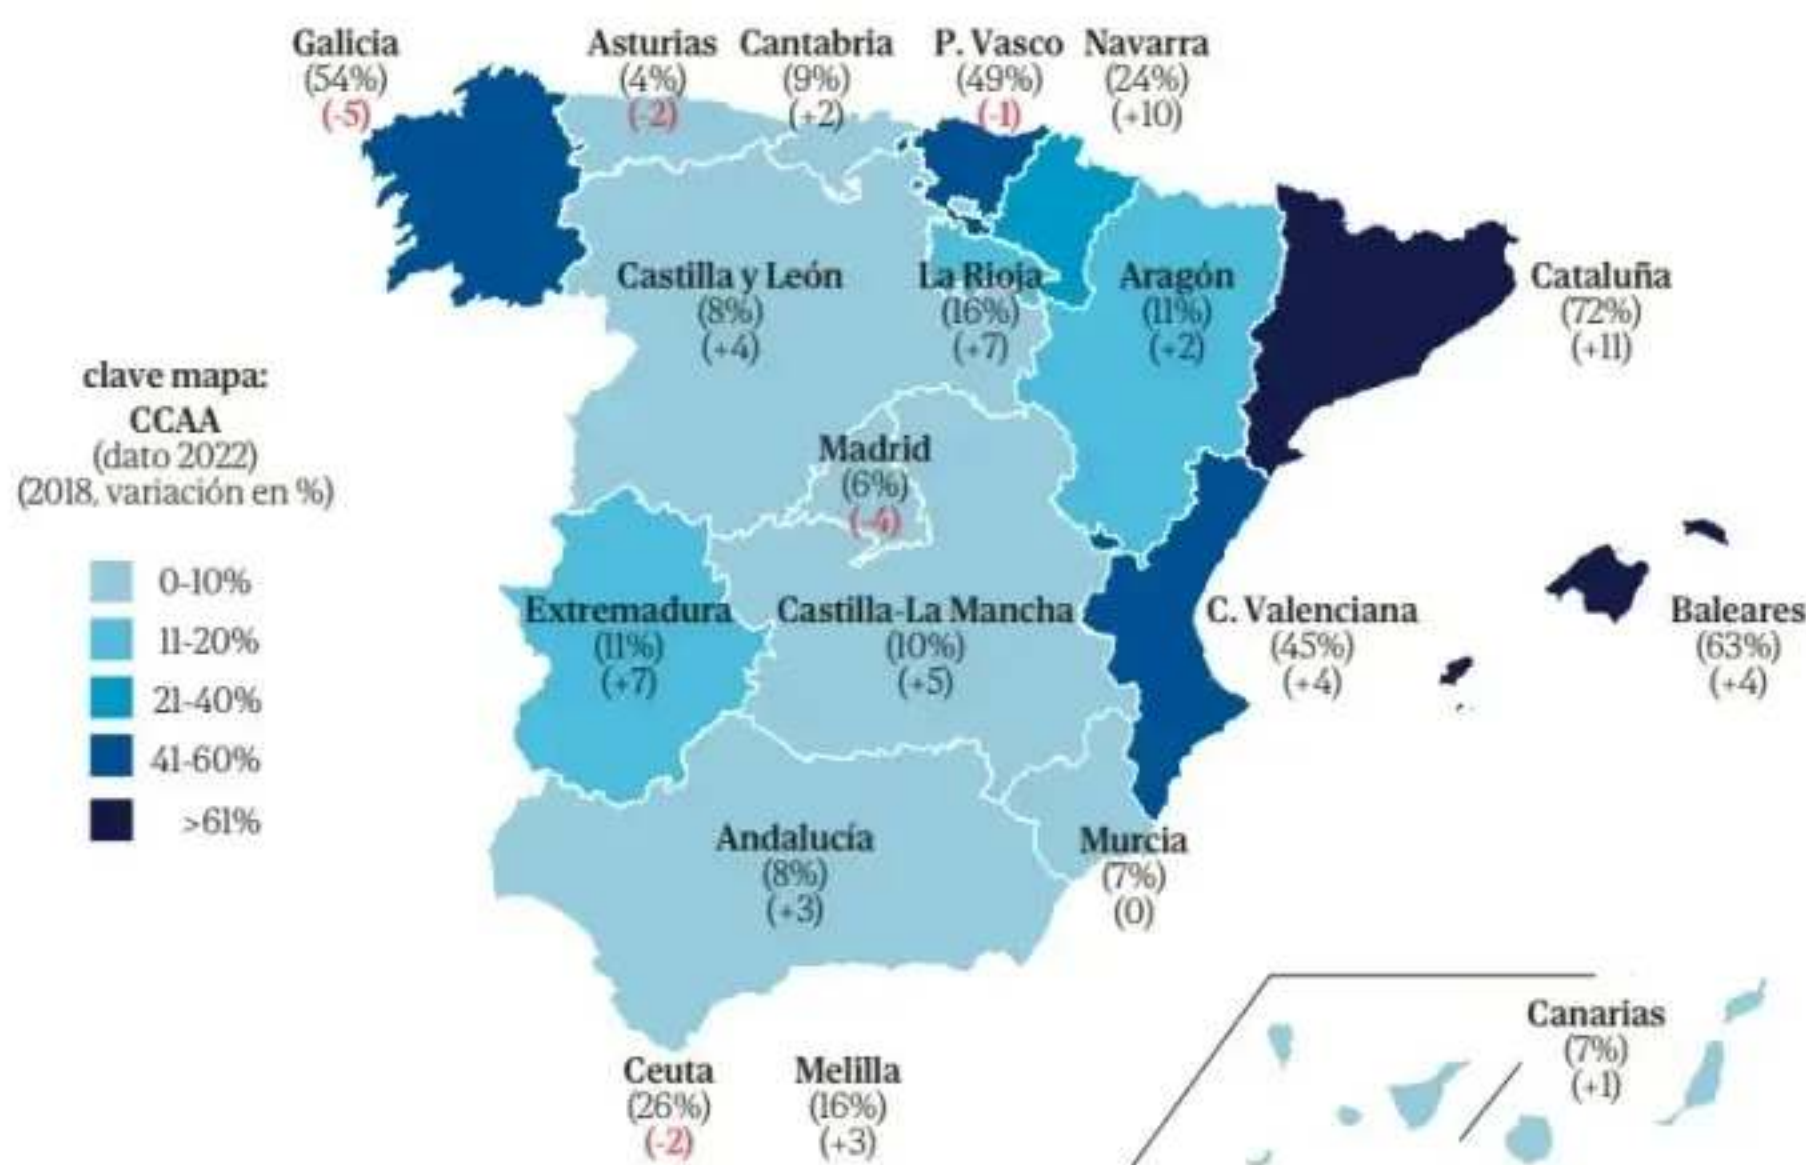 Galicia
(54%)
(-5)
Asturias
(4%)
(-2)
Cantabria
(9%)
(+2)
P. Vasco
(49%)
(-1)
Navarra
(24%)
(+10)
Castilla y León
(8%)
(+4)
La Rioja
(16%)
(+7)
Aragón
(11%)
(+2)
Cataluña
(72%)
(+11)
clave mapa:
CCAA
(dato 2022)
(2018, variación en %)
0-10%
11-20%
21-40%
41-60%
>61%
Madrid
(6%)
(-4)
Extremadura
(11%)
(+7)
Castilla-La Mancha
(10%)
(+5)
C. Valenciana
(45%)
(+4)
Baleares
(63%)
(+4)
Andalucía
(8%)
(+3)
Murcia
(7%)
(0)
Ceuta
(26%)
(-2)
Melilla
(16%)
(+3)
Canarias
(7%)
(+1)